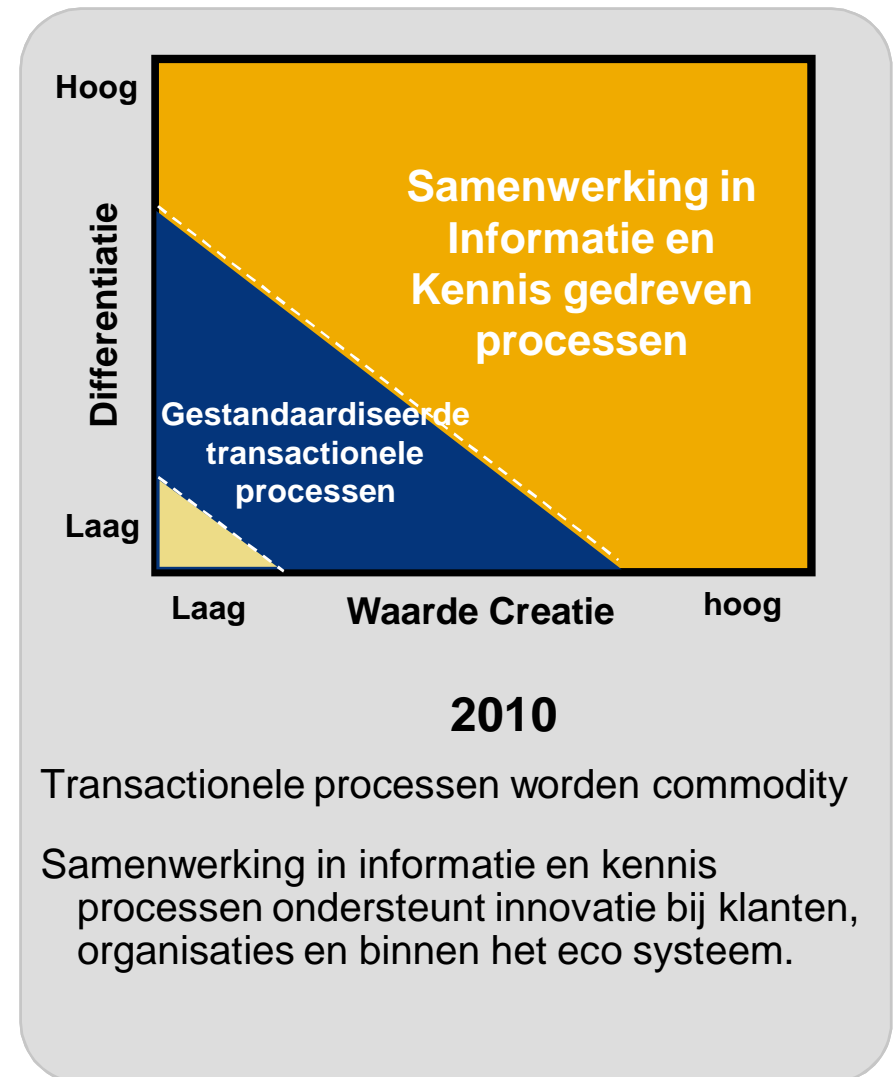 Hoog
Differentiatie
Samenwerking in
Informatie en
Kennis gedreven
processen
Gestandaardiseerde
transactionele
processen
Laag
Laag
Waarde Creatie
hoog
2010
Transactionele processen worden commodity
Samenwerking in informatie en kennis
processen ondersteunt innovatie bij klanten,
organisaties en binnen het eco systeem.